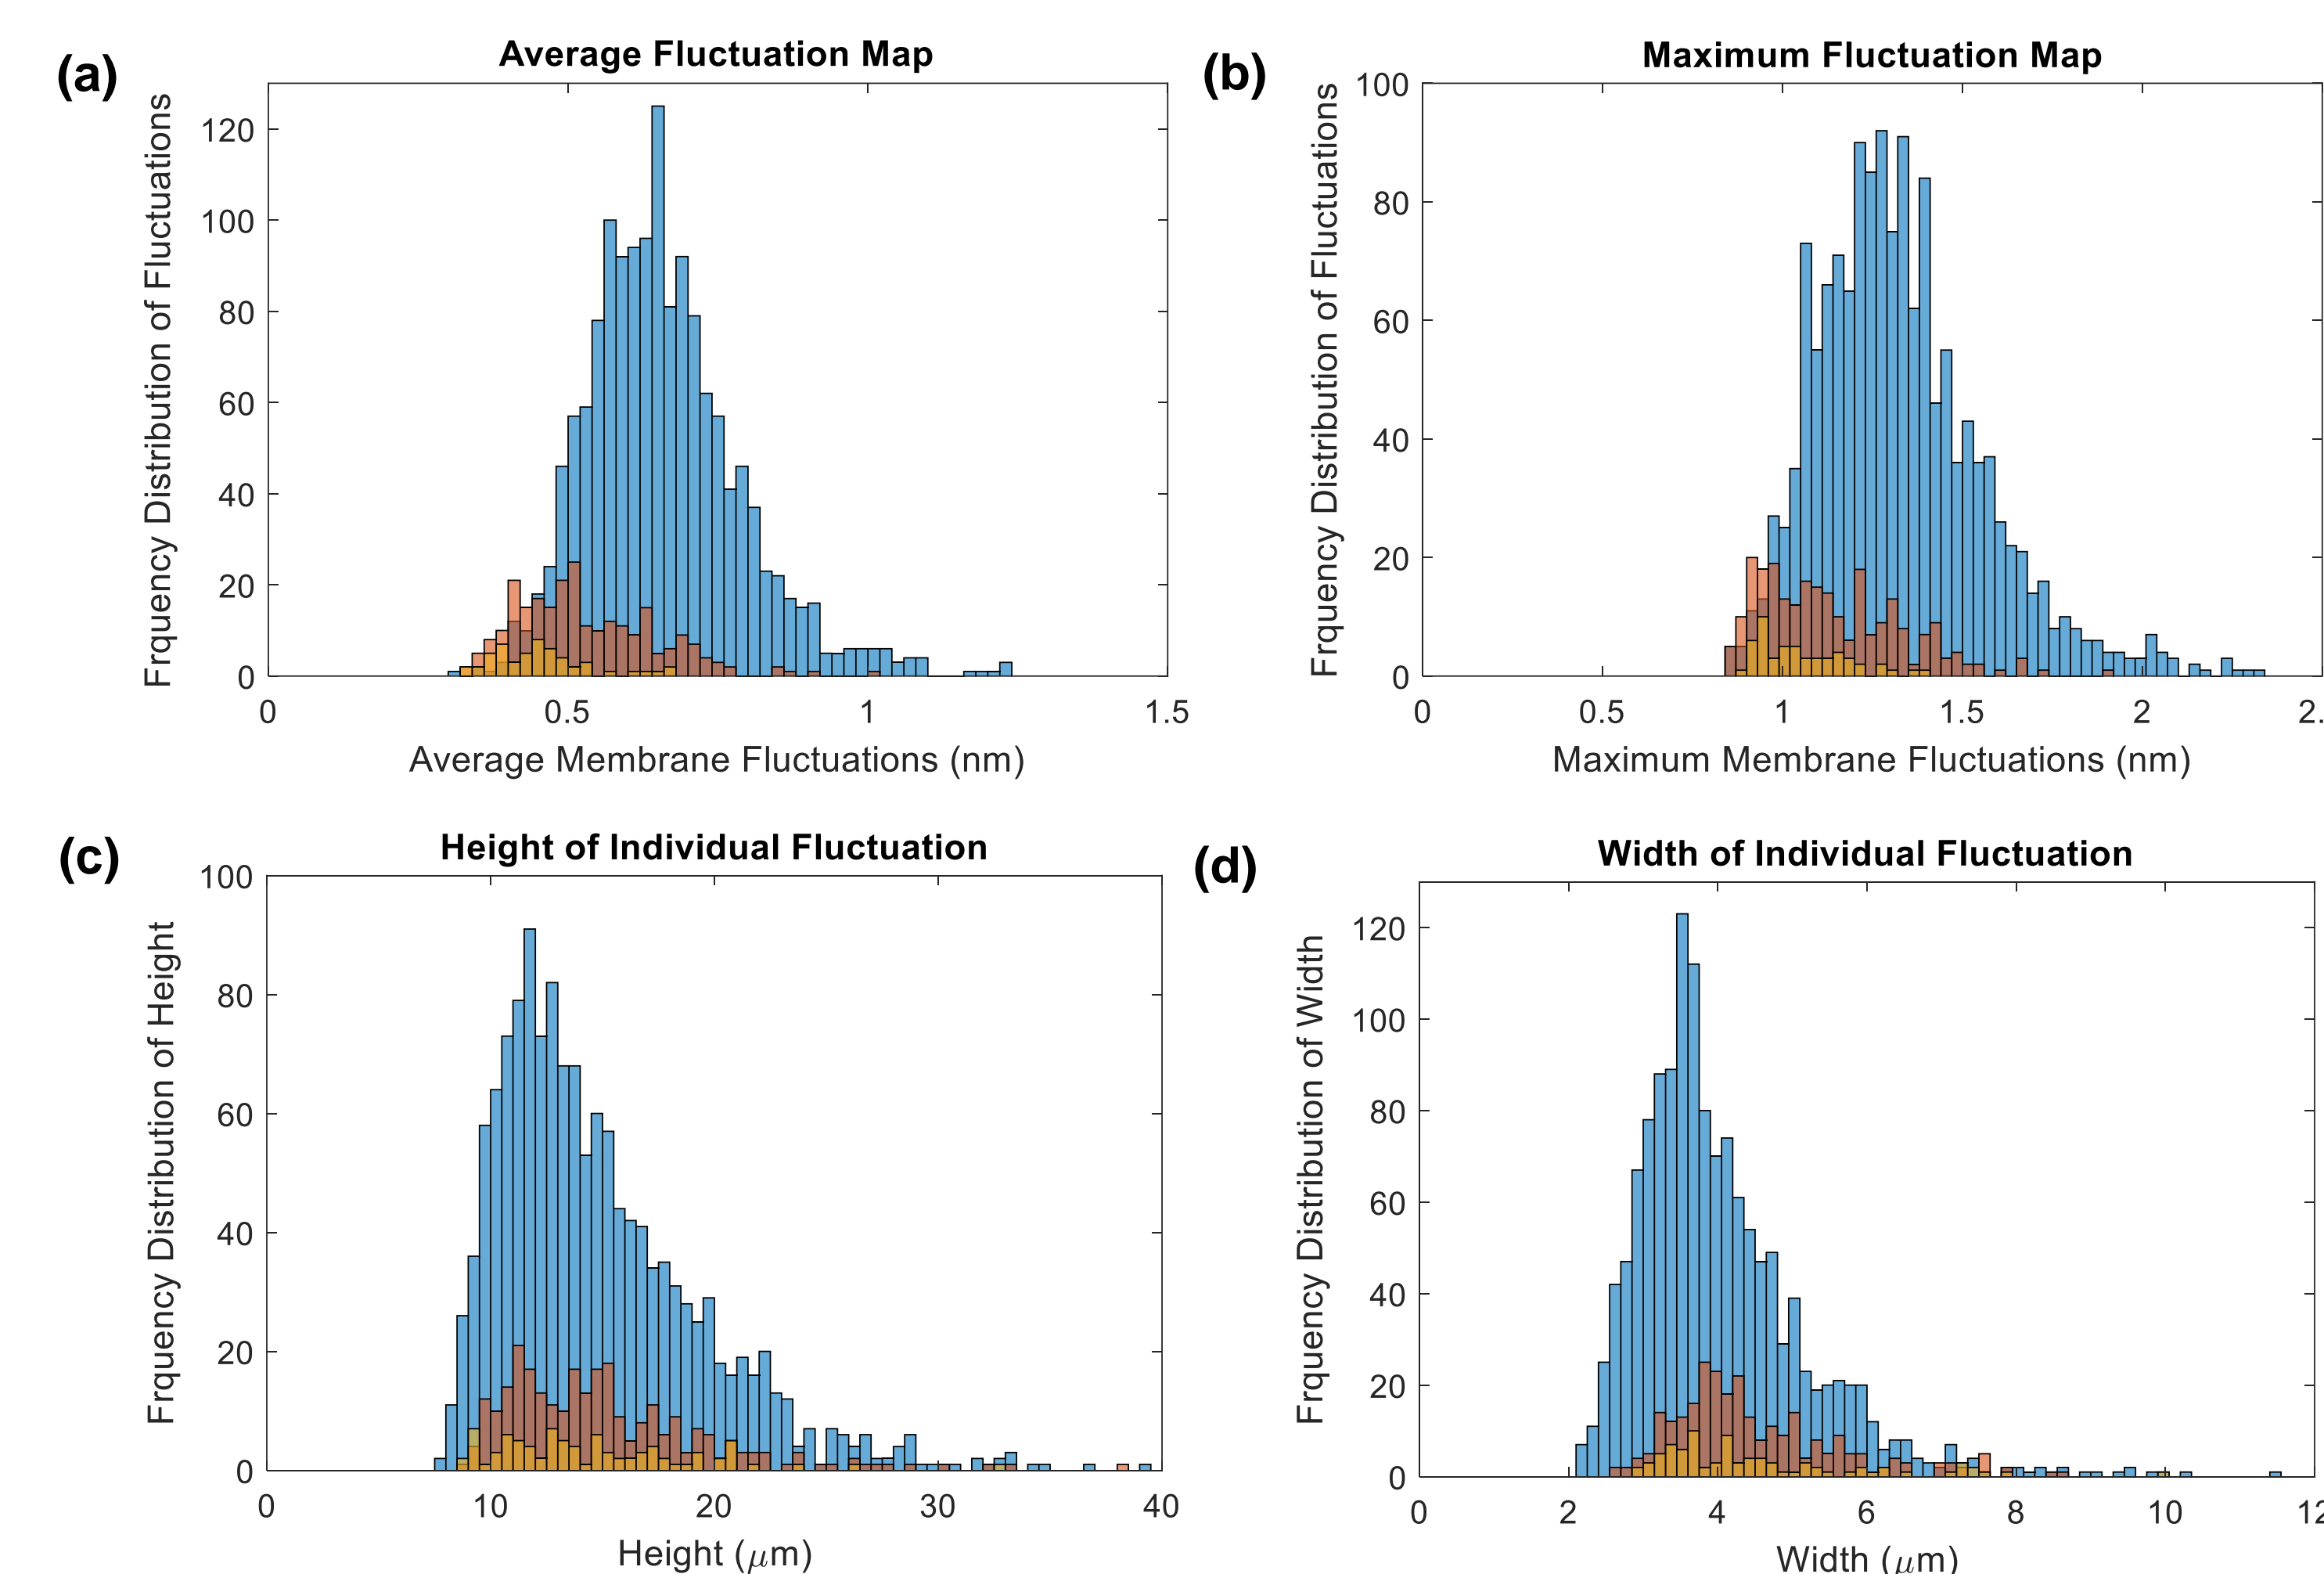 (a)
Average Fluctuation Map
Frquency Distribution of Fluctuations
120
100
80
60
40
20
0
0 0.5 1 1.5
Average Membrane Fluctuations (nm)
(b)
Maximum Fluctuation Map
Frquency Distribution of Fluctuations
100
80
60
40
20
0
0 0.5 1 1.5 2 2.
Maximum Membrane Fluctuations (nm)
(c)
Height of Individual Fluctuation
Frquency Distribution of Height
100
80
60
40
20
0
0 10 20 30 40
Height (μm)
(d)
Width of Individual Fluctuation
Frquency Distribution of Width
120
100
80
60
40
20
0
0 2 4 6 8 10 12
Width (μm)